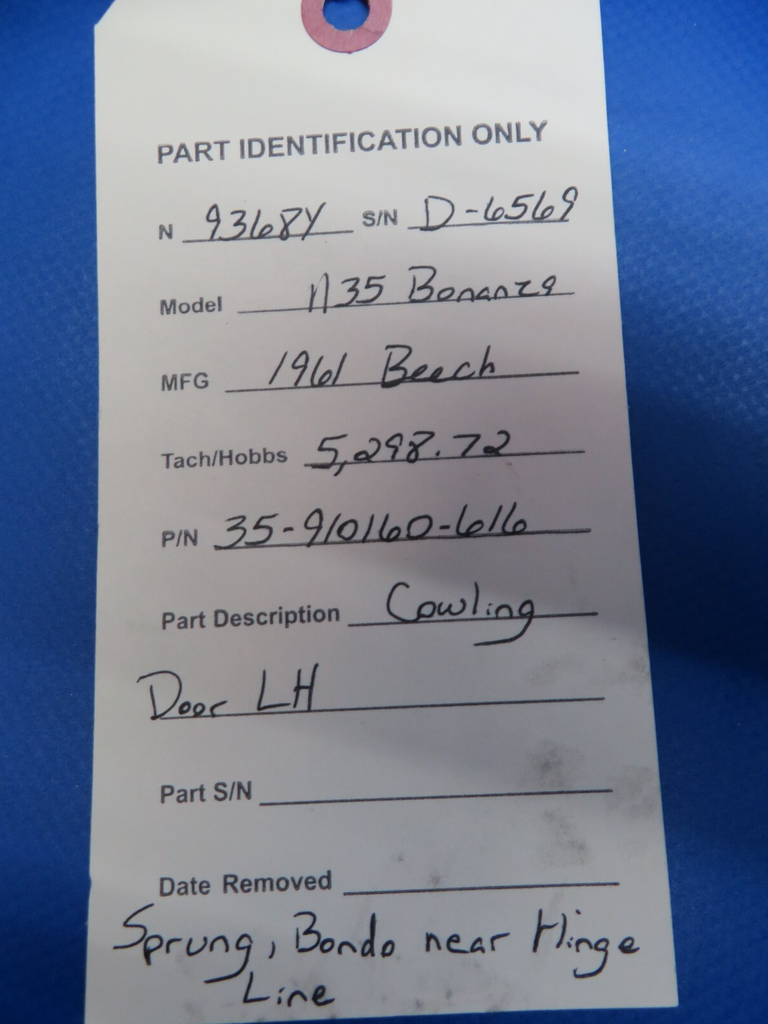 PART IDENTIFICATION ONLY
N 9368Y S/N D-6569
Model N35 Bonanza
MFG 1961 Beech
Tach/Hobbs 5,298.72
P/N 35-910160-616
Part Description Cowling
Door LH
Part S/N
Date Removed
Sprung, Bondo near Hinge
Line